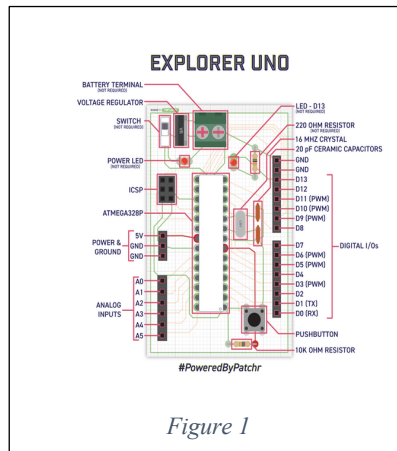 EXPLORER UNO
BATTERY TERMINAL
(NOT REQUIRED)
VOLTAGE REGULATOR
(NOT REQUIRED)
SWITCH
(NOT REQUIRED)
POWER LED
(NOT REQUIRED)
ICSP
ATMEGA328P
5V
POWER &
GROUND
GND
GND
A0
A1
ANALOG
INPUTS
A2
A3
A4
A5
LED - D13
(NOT REQUIRED)
220 OHM RESISTOR
(NOT REQUIRED)
16 MHZ CRYSTAL
20 pF CERAMIC CAPACITORS
GND
GND
D13
D12
D11 (PWM)
D10 (PWM)
D9 (PWM)
D8
DIGITAL I/Os
D7
D6 (PWM)
D5 (PWM)
D4
D3 (PWM)
D2
D1 (TX)
D0 (RX)
PUSHBUTTON
10K OHM RESISTOR
#PoweredByPatchr
Figure 1